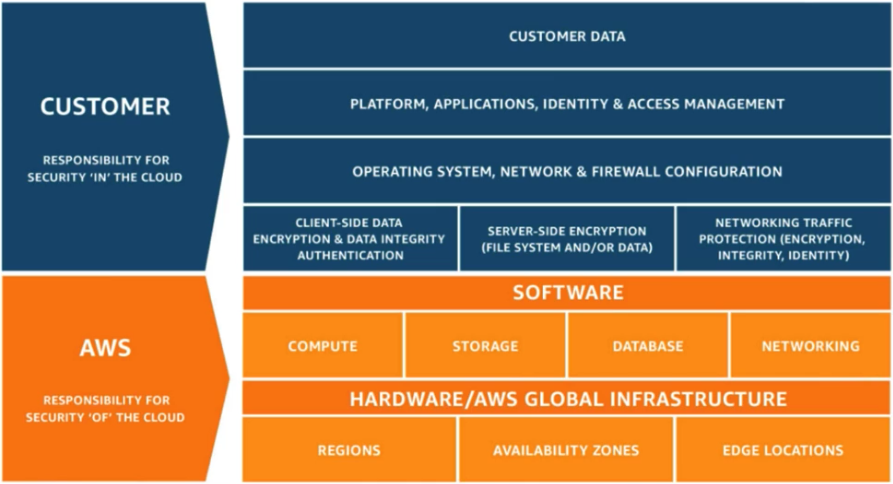 CUSTOMER
RESPONSIBILITY FOR
SECURITY ‘IN’ THE CLOUD
CUSTOMER DATA
PLATFORM, APPLICATIONS, IDENTITY & ACCESS MANAGEMENT
OPERATING SYSTEM, NETWORK & FIREWALL CONFIGURATION
CLIENT-SIDE DATA
ENCRYPTION & DATA INTEGRITY
AUTHENTICATION
SERVER-SIDE ENCRYPTION
(FILE SYSTEM AND/OR DATA)
NETWORKING TRAFFIC
PROTECTION (ENCRYPTION,
INTEGRITY, IDENTITY)
AWS
RESPONSIBILITY FOR
SECURITY ‘OF’ THE CLOUD
SOFTWARE
COMPUTE
STORAGE
DATABASE
NETWORKING
HARDWARE/AWS GLOBAL INFRASTRUCTURE
REGIONS
AVAILABILITY ZONES
EDGE LOCATIONS